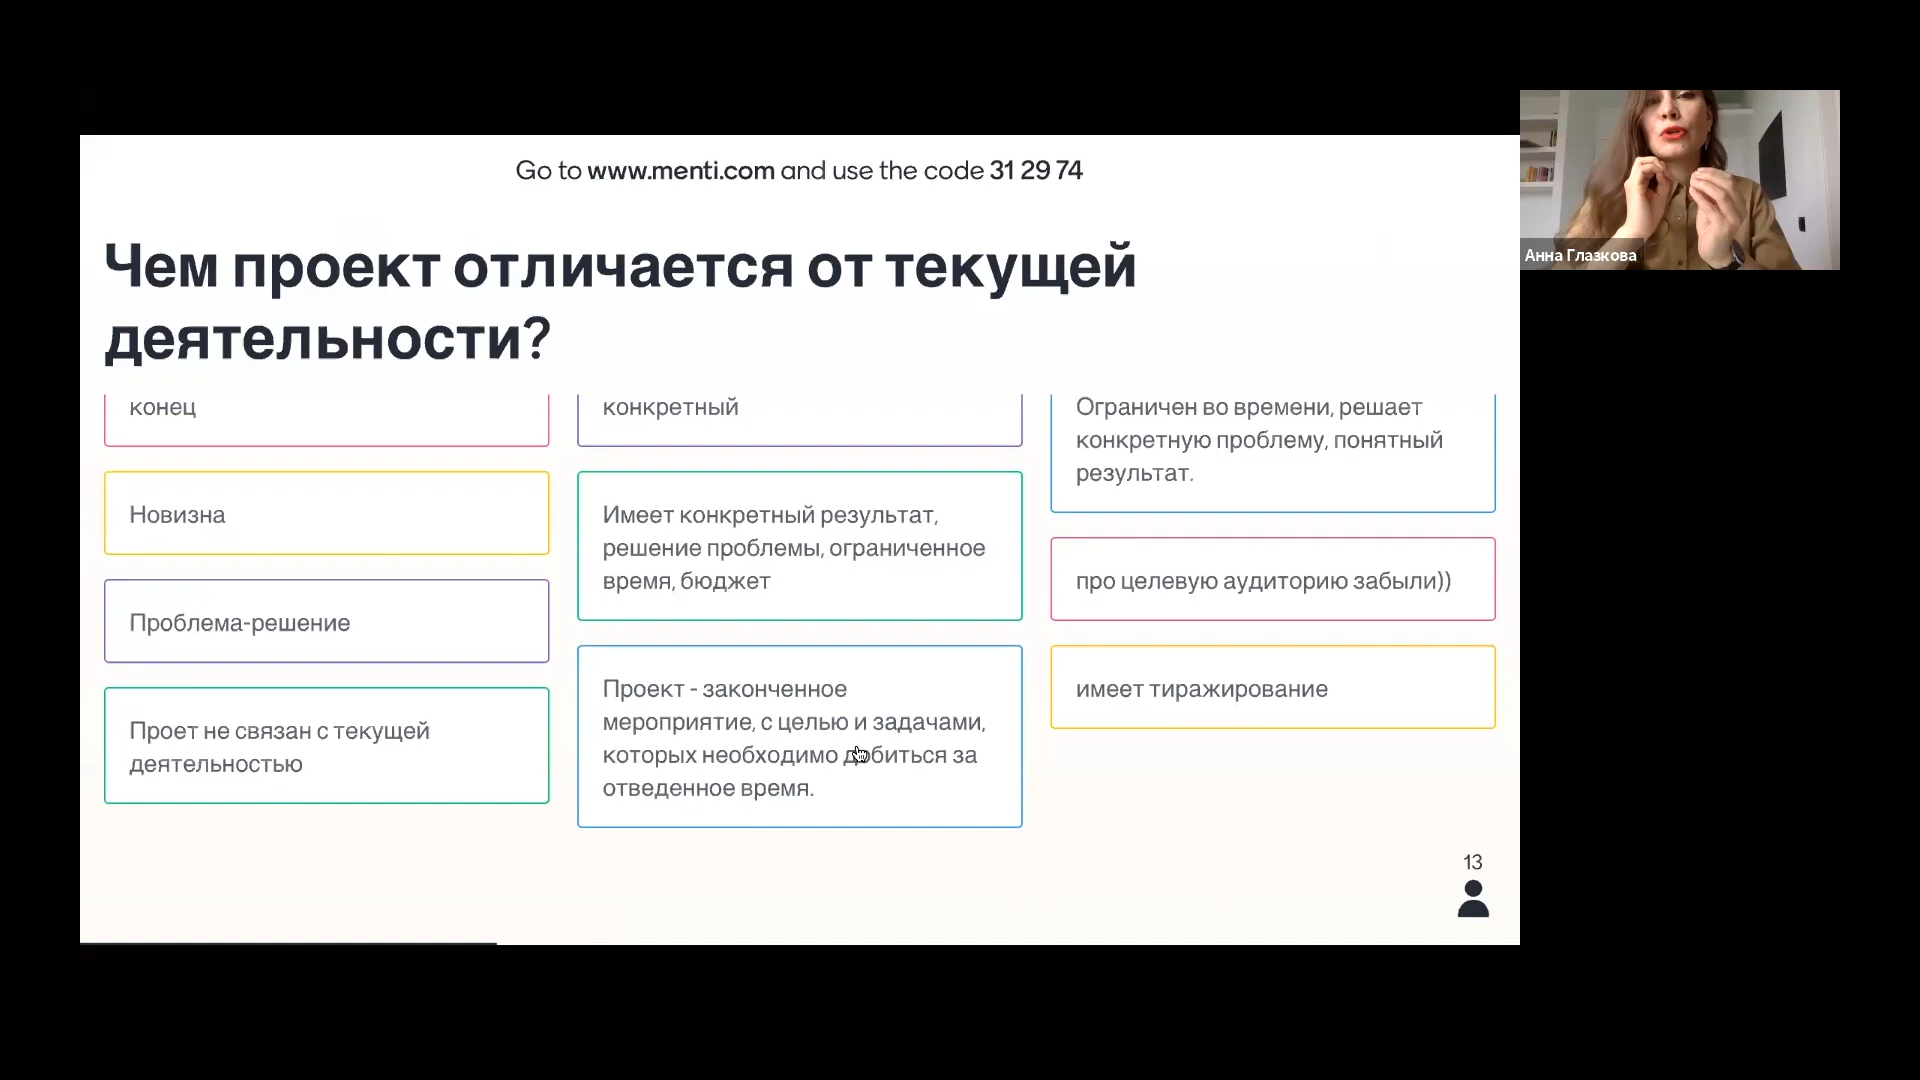 Go to www.menti.com and use the code 31 29 74
Анна Глазкова
Чем проект отличается от текущей
деятельности?
конец
Новизна
Проблема-решение
Проет не связан с текущей
деятельностью
конкретный
Имеет конкретный результат,
решение проблемы, ограниченное
время, бюджет
Проект - законченное
мероприятие, с целью и задачами,
которых необходимо добиться за
отведенное время.
Ограничен во времени, решает
конкретную проблему, понятный
результат.
про целевую аудиторию забыли))
имеет тиражирование
13